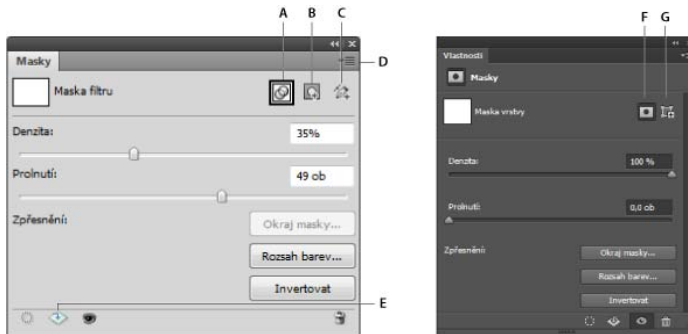 A
B
C
F
G
Masky
D
Maska filtru
Denzita:
35%
Prolnutí:
49 ob
Zpřesnění:
Okraj masky...
Rozsah barev...
Invertovat
E
Vlastnosti
Masky
Maska vrstvy
Denzita:
100 %
Prolnutí:
0,0 ob
Zpřesnění:
Okraj masky...
Rozsah barev...
Invertovat